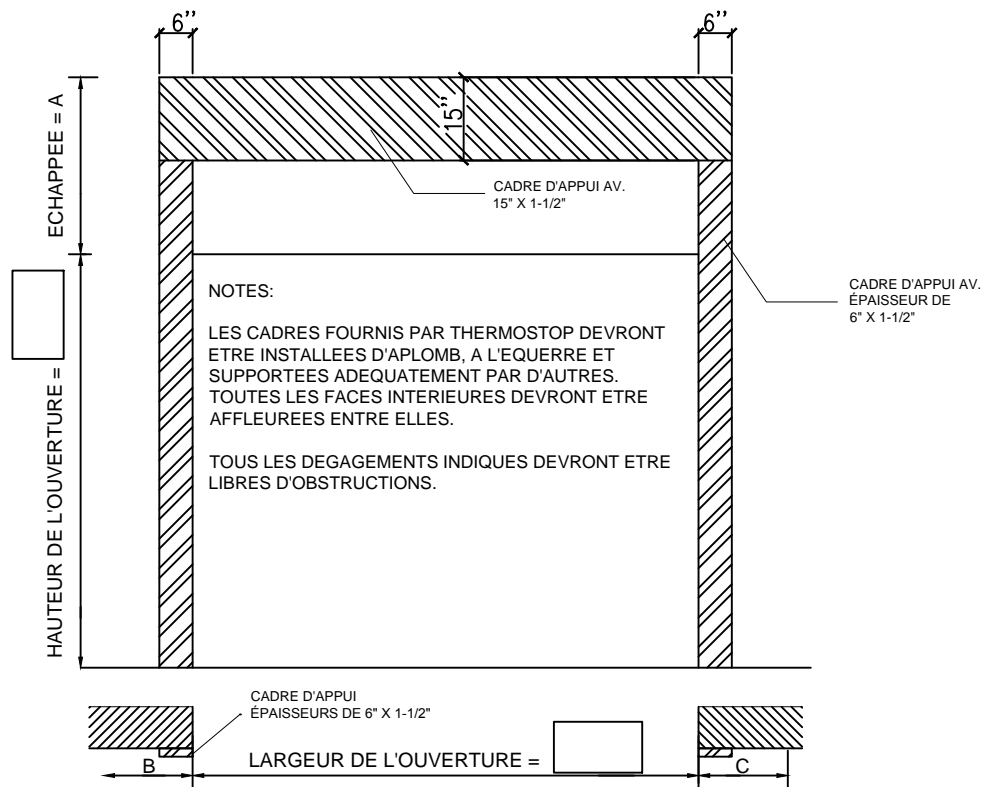 6’’
6’’
ECHAPPEE = A
15’’
CADRE D'APPUI AV.
15" X 1-1/2"
CADRE D'APPUI AV.
ÉPAISSEUR DE
6" X 1-1/2"
NOTES:
LES CADRES FOURNIS PAR THERMOSTOP DEVRONT
ETRE INSTALLEES D'APLOMB, A L'EQUERRE ET
SUPPORTEES ADEQUATEMENT PAR D'AUTRES.
TOUTES LES FACES INTERIEURES DEVRONT ETRE
AFFLEUREES ENTRE ELLES.
TOUS LES DEGAGEMENTS INDIQUES DEVRONT ETRE
LIBRES D'OBSTRUCTIONS.
HAUTEUR DE L'OUVERTURE =
CADRE D'APPUI
ÉPAISSEURS DE 6" X 1-1/2"
B
LARGEUR DE L'OUVERTURE =
C